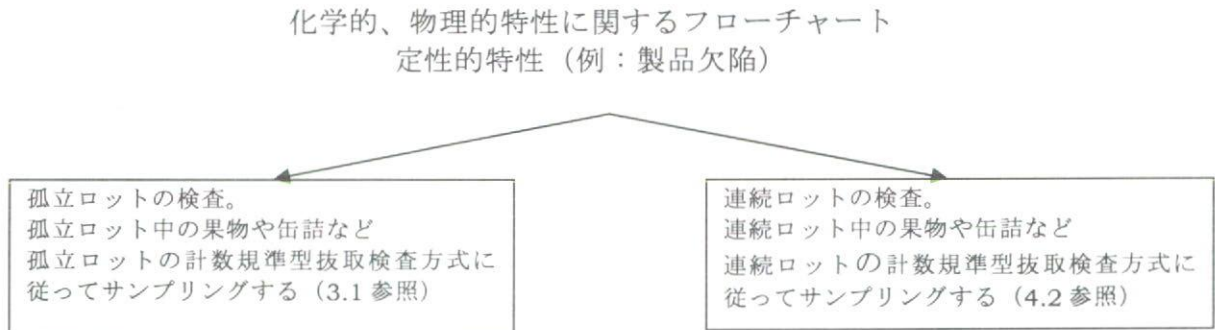 化学的、物理的特性に関するフローチャート
定性的特性（例：製品欠陥）
孤立ロットの検査。
孤立ロット中の果物や缶詰など
孤立ロットの計数規準型抜取検査方式に
従ってサンプリングする（3.1 参照）
連続ロットの検査。
連続ロット中の果物や缶詰など
連続ロットの計数規準型抜取検査方式に
従ってサンプリングする（4.2 参照）